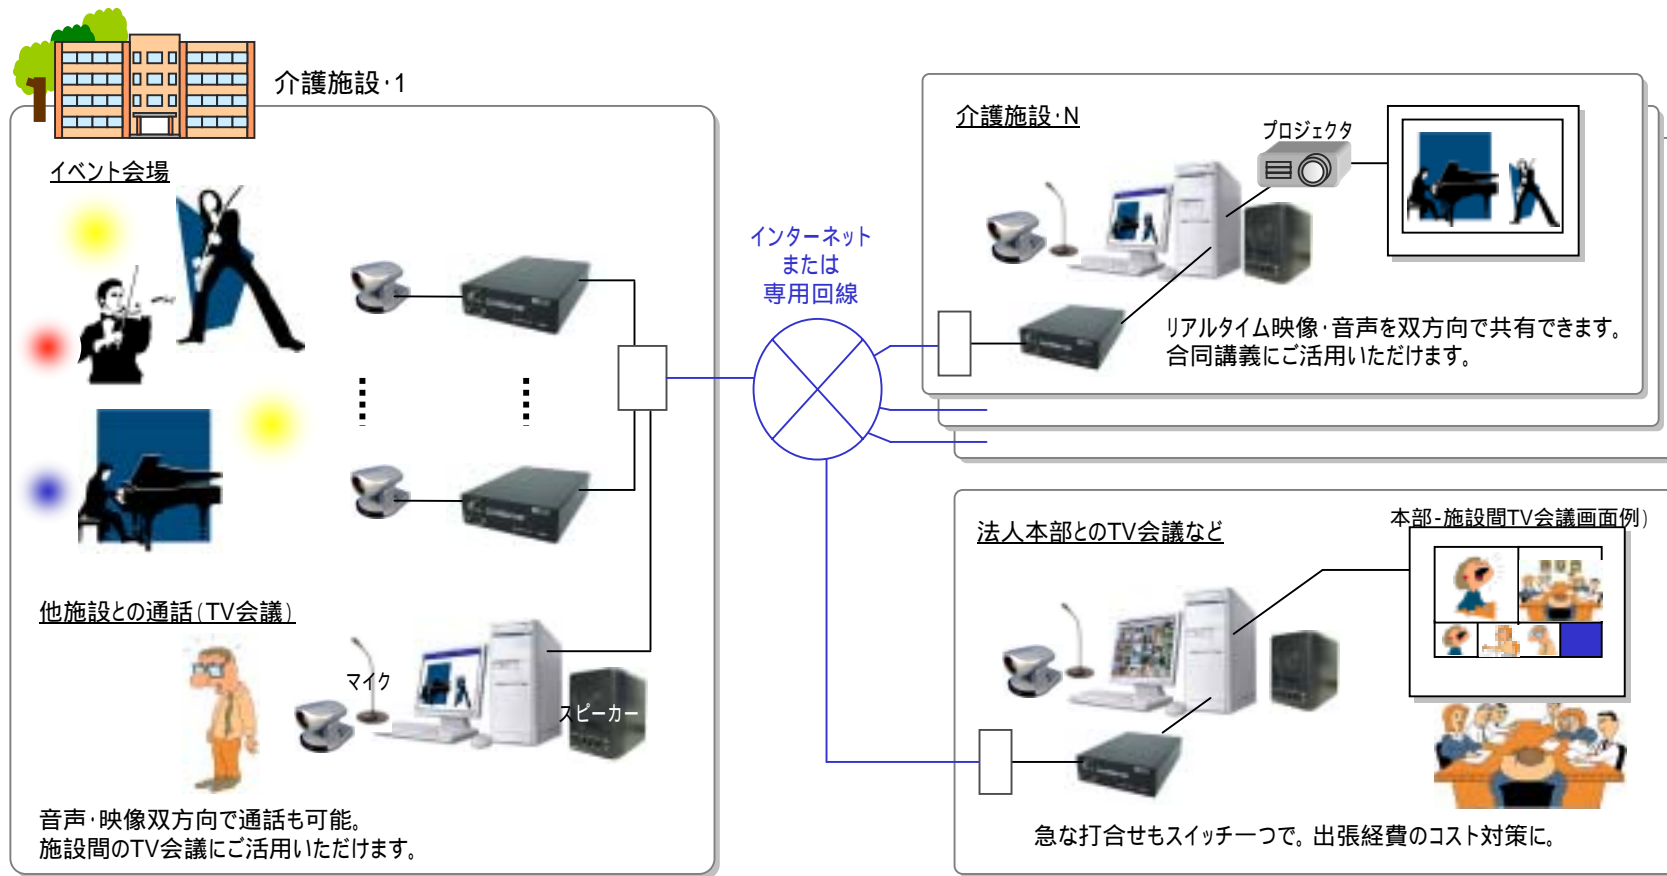 介護施設・1
イベント会場
他施設との通話(TV会議)
マイク
スピーカー
音声・映像双方向で通話も可能。
施設間のTV会議にご活用いただけます。
インターネット
または
専用回線
介護施設・N
プロジェクタ
リアルタイム映像・音声を双方向で共有できます。
合同講義にご活用いただけます。
法人本部とのTV会議など
本部-施設間TV会議画面例)
急な打合せもスイッチ一つで。出張経費のコスト対策に。